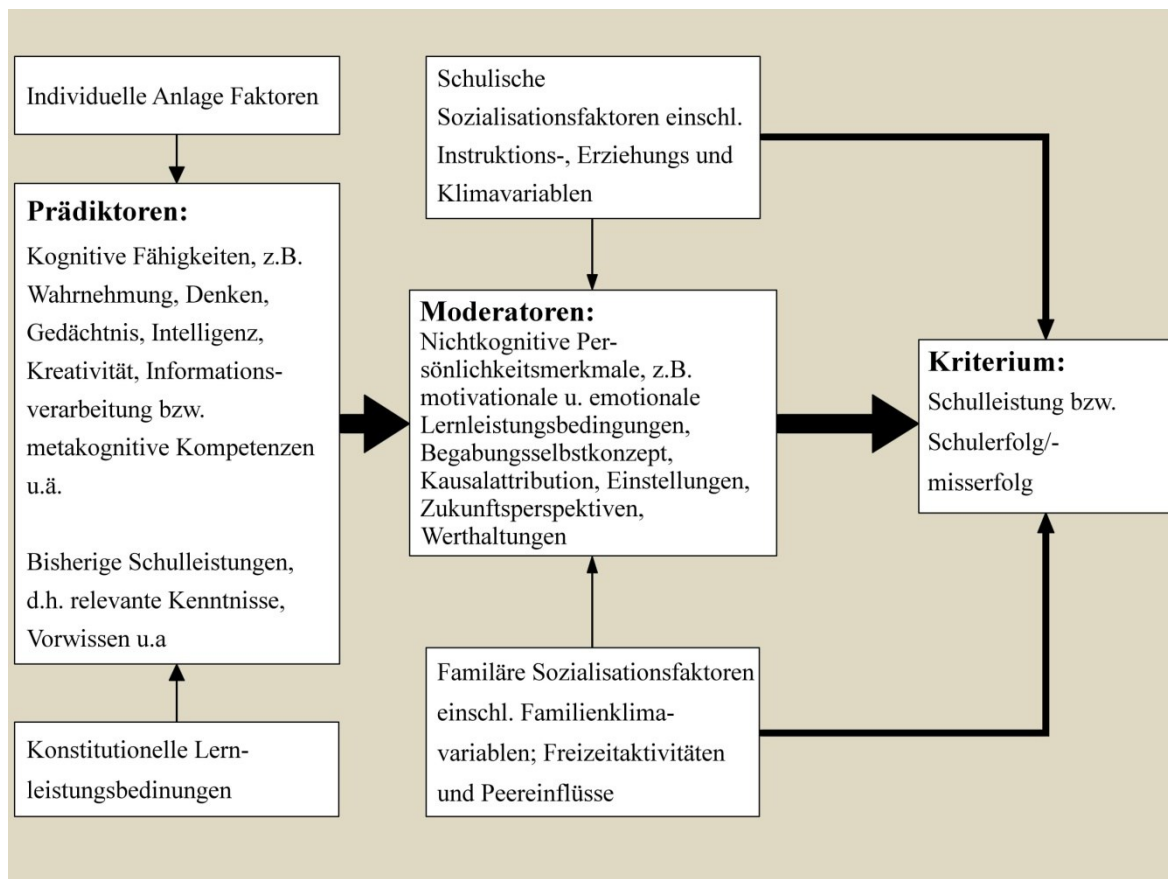 Individuelle Anlage Faktoren
Prädiktoren:
Kognitive Fähigkeiten, z.B.
Wahrnehmung, Denken,
Gedächtnis, Intelligenz,
Kreativität, Informations-
verarbeitung bzw.
metakognitive Kompetenzen
u.ä.
Bisherige Schulleistungen,
d.h. relevante Kenntnisse,
Vorwissen u.a
Konstitutionelle Lern-
leistungsbedinungen
Schulische
Sozialisationsfaktoren einschl.
Instruktions-, Erziehungs und
Klimavariablen
Moderatoren:
Nichtkognitive Per-
sönlichkeitsmerkmale, z.B.
motivationale u. emotionale
Lernleistungsbedingungen,
Begabungsselbstkonzept,
Kausalattribution, Einstellungen,
Zukunftsperspektiven,
Werthaltungen
Familäre Sozialisationsfaktoren
einschl. Familienklima-
variablen; Freizeitaktivitäten
und Peereinflüsse
Kriterium:
Schulleistung bzw.
Schulerfolg/-
misserfolg